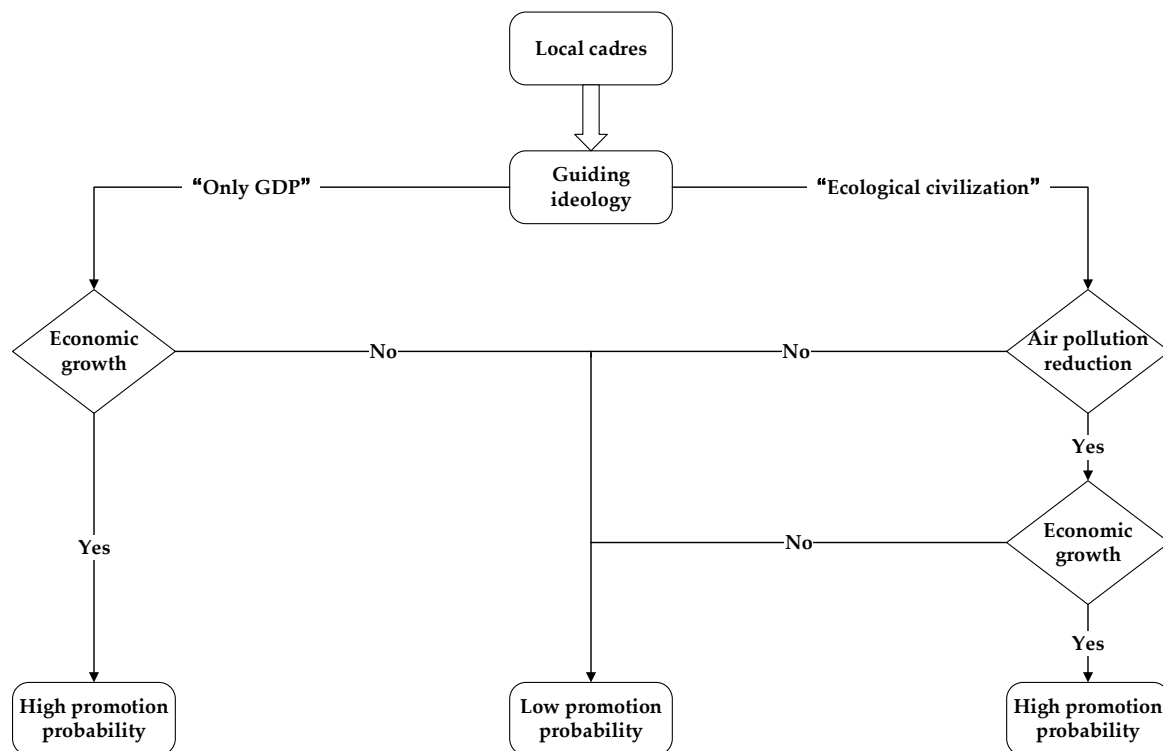 Local cadres
Guiding
ideology
“Only GDP”
“Ecological civilization”
Economic
growth
No
No
Air pollution
reduction
Yes
Yes
No
Economic
growth
Yes
High promotion
probability
Low promotion
probability
High promotion
probability